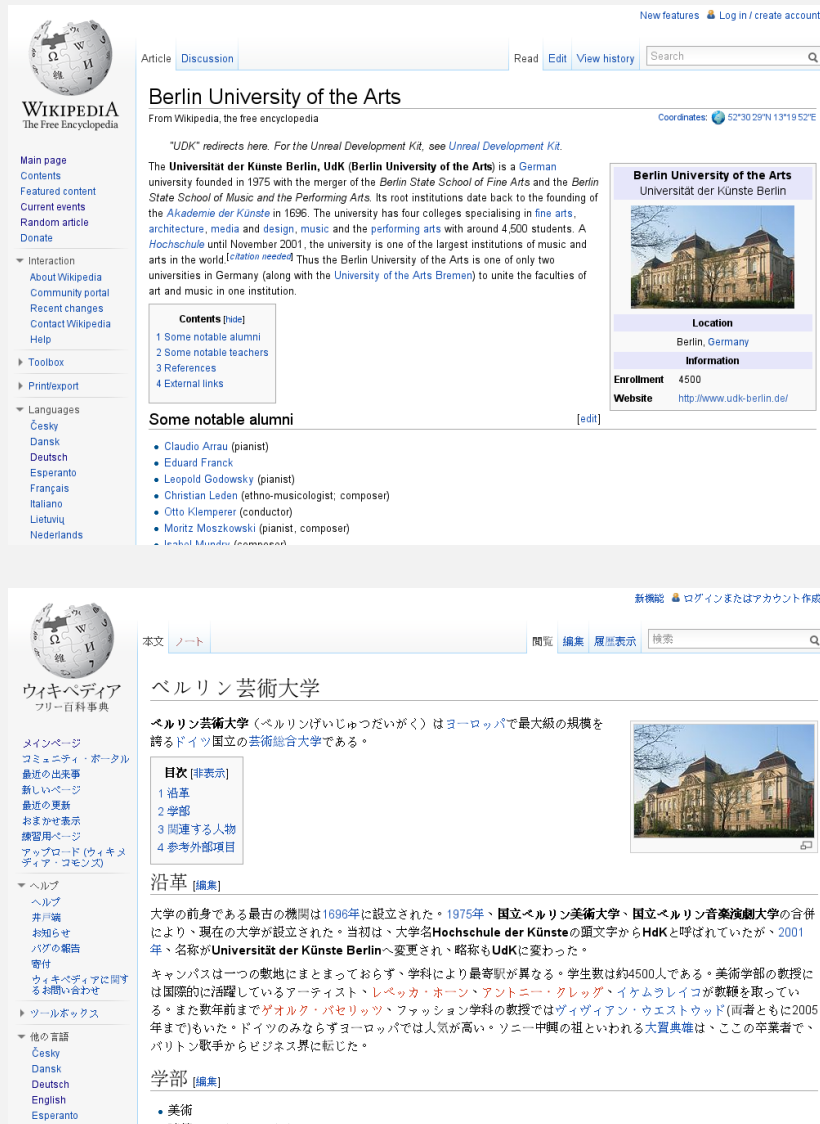 New features Log in / create account
Article Discussion Read Edit View history Search
WIKIPEDIA
The Free Encyclopedia
Main page
Contents
Featured content
Current events
Random article
Donate
Interaction
About Wikipedia
Community portal
Recent changes
Contact Wikipedia
Help
Toolbox
Print/export
Languages
Česky
Dansk
Deutsch
Esperanto
Français
Italiano
Lietuvių
Nederlands
Berlin University of the Arts
From Wikipedia, the free encyclopedia
Coordinates: 52°30′29″N 13°19′52″E
"UDK" redirects here. For the Unreal Development Kit, see Unreal Development Kit.
The Universität der Künste Berlin, UdK (Berlin University of the Arts) is a German
university founded in 1975 with the merger of the Berlin State School of Fine Arts and the Berlin
State School of Music and the Performing Arts. Its root institutions date back to the founding of
the Akademie der Künste in 1696. The university has four colleges specialising in fine arts,
architecture, media and design, music and the performing arts with around 4,500 students. A
Hochschule until November 2001, the university is one of the largest institutions of music and
arts in the world.[citation needed] Thus the Berlin University of the Arts is one of only two
universities in Germany (along with the University of the Arts Bremen) to unite the faculties of
art and music in one institution.
Berlin University of the Arts
Universität der Künste Berlin
Location
Berlin, Germany
Information
Enrollment 4500
Website http://www.udk-berlin.de/
Contents [hide]
1 Some notable alumni
2 Some notable teachers
3 References
4 External links
Some notable alumni [edit]
Claudio Arrau (pianist)
Eduard Franck
Leopold Godowsky (pianist)
Christian Leden (ethno-musicologist; composer)
Otto Klemperer (conductor)
Moritz Moszkowski (pianist, composer)
Isabel Mundry (composer)
新機能 ログインまたはアカウント作成
本文 ノート 閲覧 編集 履歴表示 検索
ウィキペディア
フリー百科事典
メインページ
コミュニティ・ポータル
最近の出来事
新しいページ
最近の更新
おまかせ表示
練習用ページ
アップロード (ウィキメ
ディア・コモンズ)
ヘルプ
ヘルプ
井戸端
お知らせ
バグの報告
寄付
ウィキペディアに関す
るお問い合わせ
ツールボックス
他の言語
Česky
Dansk
Deutsch
English
Esperanto
ベルリン芸術大学
ベルリン芸術大学（ベルリンげいじゅつだいがく）はヨーロッパで最大級の規模を
誇るドイツ国立の芸術総合大学である。
目次 [非表示]
1 沿革
2 学部
3 関連する人物
4 参考外部項目
沿革 [編集]
大学の前身である最古の機関は1696年に設立された。1975年、国立ベルリン美術大学、国立ベルリン音楽演劇大学の合併
により、現在の大学が設立された。当初は、大学名Hochschule der Künsteの頭文字からHdKと呼ばれていたが、2001
年、名称がUniversität der Künste Berlinへ変更され、略称もUdKに変わった。
キャンパスは一つの敷地にまとまっておらず、学科により最寄駅が異なる。学生数は約4500人である。美術学部の教授に
は国際的に活躍しているアーティスト、レベッカ・ホーン、アントニー・クレッグ、イケムラレイコが教鞭を取ってい
る。また数年前までゲオルク・バゼリッツ、ファッション学科の教授ではヴィヴィアン・ウエストウッド(両者ともに2005
年まで)もいた。ドイツのみならずヨーロッパでは人気が高い。ソニー中興の祖といわれる大賀典雄は、ここの卒業者で、
バリトン歌手からビジネス界に転じた。
学部 [編集]
美術